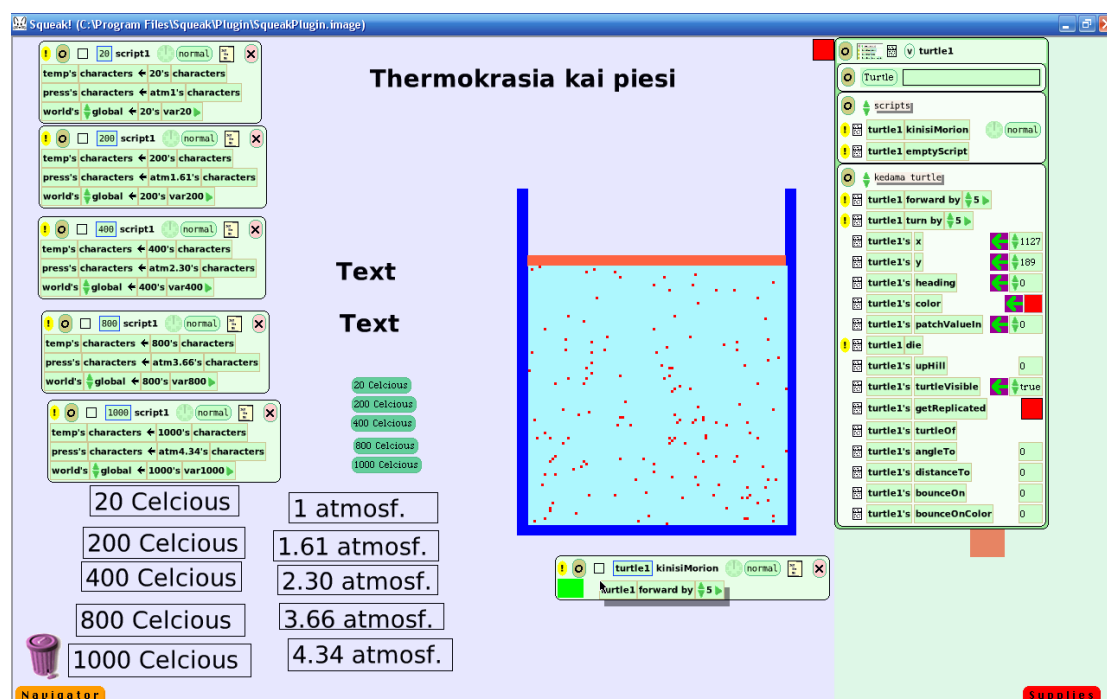 Squeak! (C:\Program Files\Squeak\Plugin\SqueakPlugin.image)
! O 20 script1 normal
temp's characters ← 20's characters
press's characters ← atm1's characters
world's global ← 20's var20
! O 200 script1 normal
temp's characters ← 200's characters
press's characters ← atm1.61's characters
world's global ← 200's var200
! O 400 script1 normal
temp's characters ← 400's characters
press's characters ← atm2.30's characters
world's global ← 400's var400
! O 800 script1 normal
temp's characters ← 800's characters
press's characters ← atm3.66's characters
world's global ← 800's var800
! O 1000 script1 normal
temp's characters ← 1000's characters
press's characters ← atm4.34's characters
world's global ← 1000's var1000
20 Celcious
200 Celcious
400 Celcious
800 Celcious
1000 Celcious
1 atmosf.
1.61 atmosf.
2.30 atmosf.
3.66 atmosf.
4.34 atmosf.
Thermokrasia kai piesi
Text
Text
20 Celcious
200 Celcious
400 Celcious
800 Celcious
1000 Celcious
! O turtle1 kinisiMorion normal
turtle1 forward by 5
O v turtle1
O Turtle
O scripts
! turtle1 kinisiMorion normal
! turtle1 emptyScript
O kedama turtle
! turtle1 forward by 5
! turtle1 turn by 5
turtle1's x 1127
turtle1's y 189
turtle1's heading 0
turtle1's color
turtle1's patchValueIn 0
! turtle1 die
turtle1's upHill 0
turtle1's turtleVisible true
turtle1's getReplicated
turtle1's turtleOf
turtle1's angleTo 0
turtle1's distanceTo 0
turtle1's bounceOn 0
turtle1's bounceOnColor 0
Navigator
Supplies